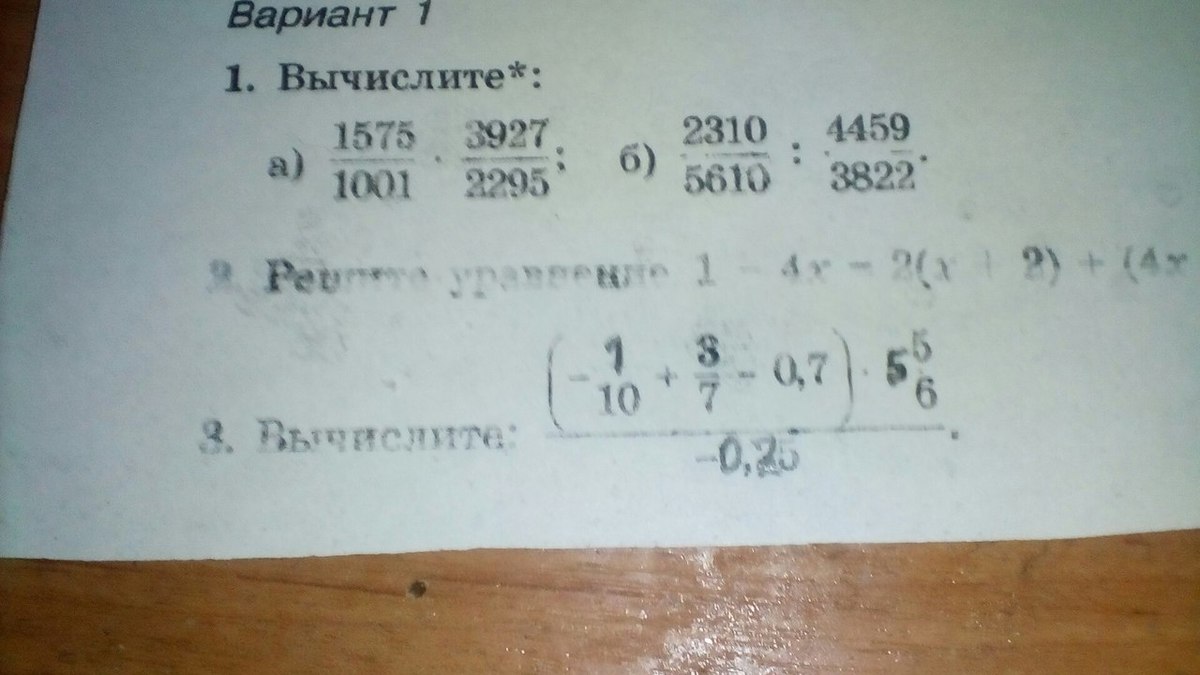 Вариант 1
1. Вычислите*:
а) 1575/1001 · 3927/2295; б) 2310/5610 : 4459/3822.
2. Решите уравнение 1 − 4x = 2(x + 2) + (4x
3. Вычислите: (−1/10 + 3/7 − 0,7) · 5 5/6 / −0,25.